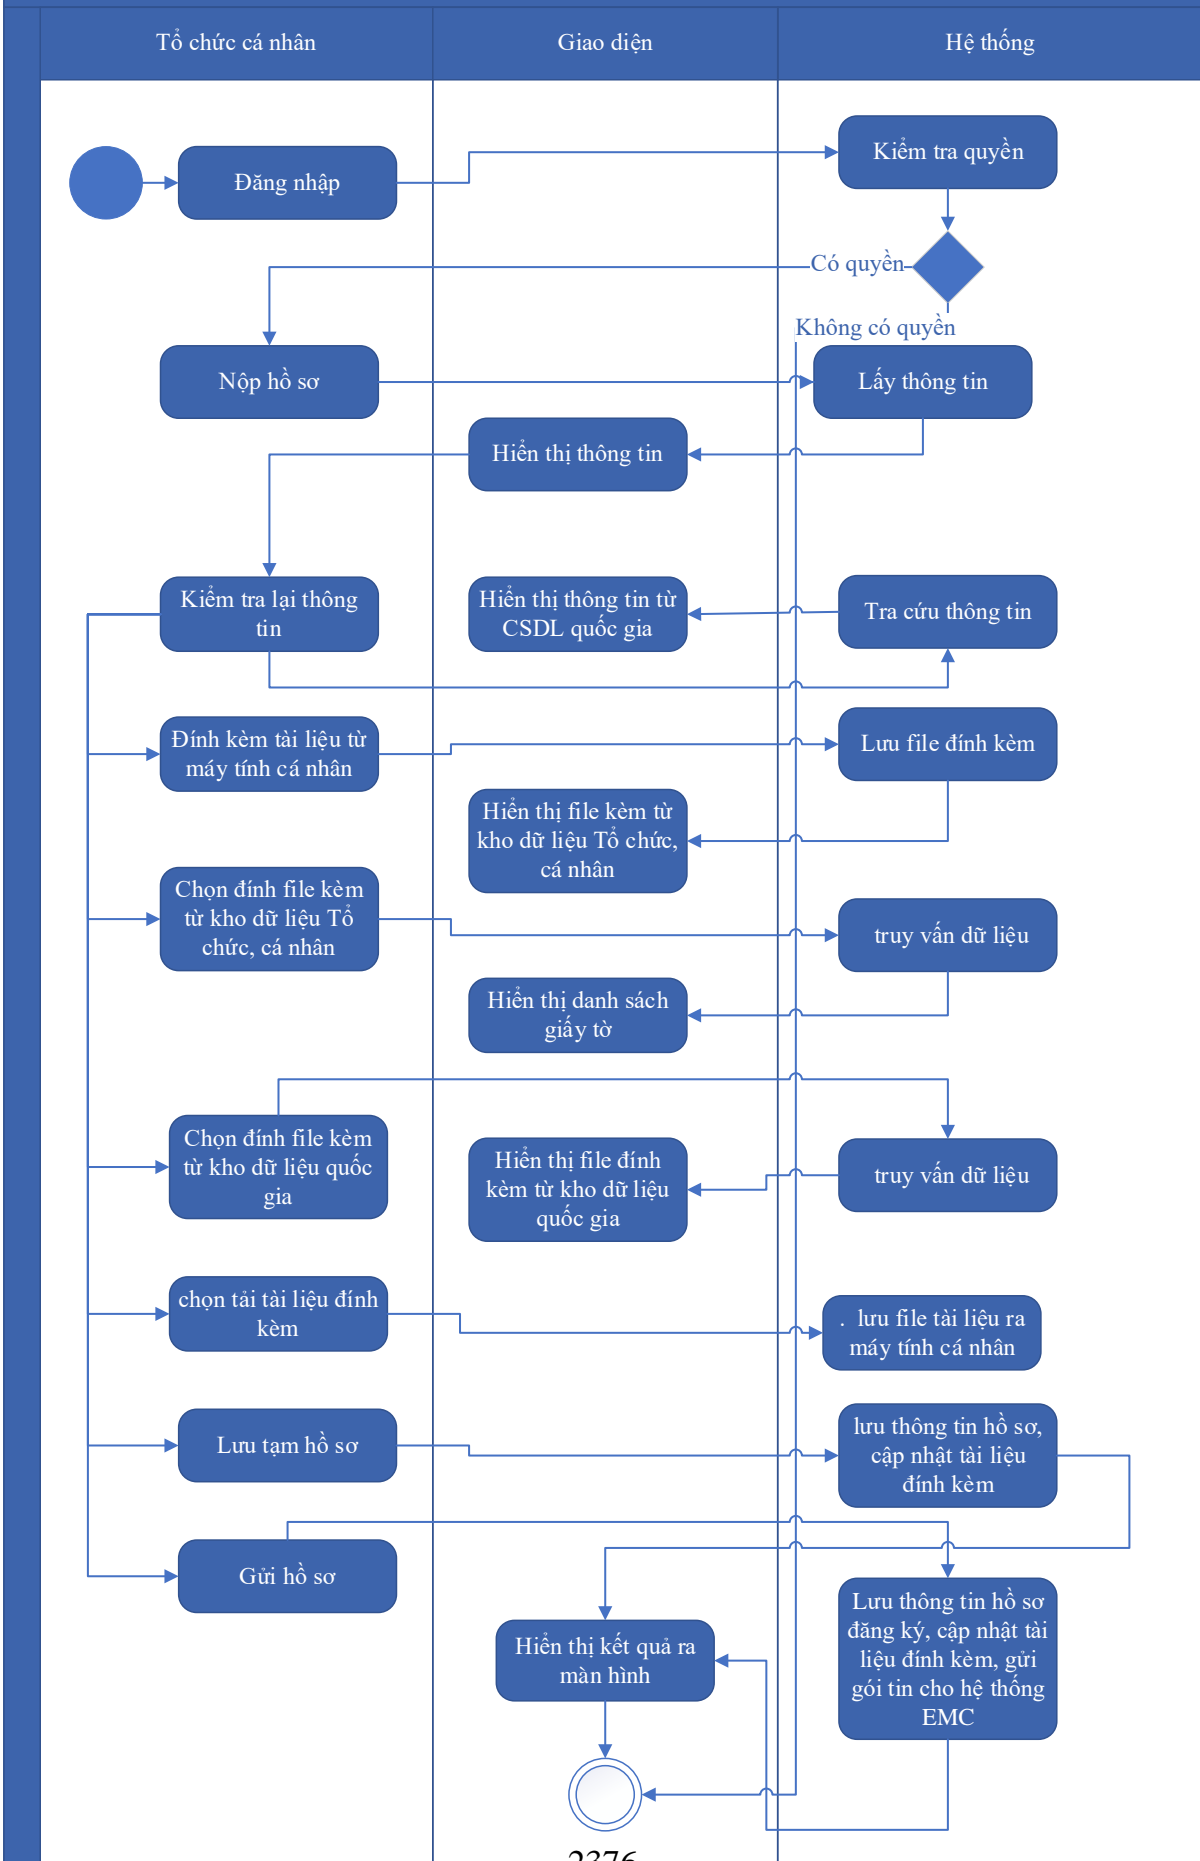 Tổ chức cá nhân
Giao diện
Hệ thống
Kiểm tra quyền
Đăng nhập
Có quyền
Không có quyền
Nộp hồ sơ
Lấy thông tin
Hiển thị thông tin
Kiểm tra lại thông
tin
Hiển thị thông tin từ
CSDL quốc gia
Tra cứu thông tin
Đính kèm tài liệu từ
máy tính cá nhân
Lưu file đính kèm
Hiển thị file kèm từ
kho dữ liệu Tổ chức,
cá nhân
Chọn đính file kèm
từ kho dữ liệu Tổ
chức, cá nhân
truy vấn dữ liệu
Hiển thị danh sách
giấy tờ
Chọn đính file kèm
từ kho dữ liệu quốc
gia
Hiển thị file đính
kèm từ kho dữ liệu
quốc gia
truy vấn dữ liệu
chọn tải tài liệu đính
kèm
. lưu file tài liệu ra
máy tính cá nhân
Lưu tạm hồ sơ
lưu thông tin hồ sơ,
cập nhật tài liệu
đính kèm
Gửi hồ sơ
Lưu thông tin hồ sơ
đăng ký, cập nhật tài
liệu đính kèm, gửi
gói tin cho hệ thống
EMC
Hiển thị kết quả ra
màn hình
2376